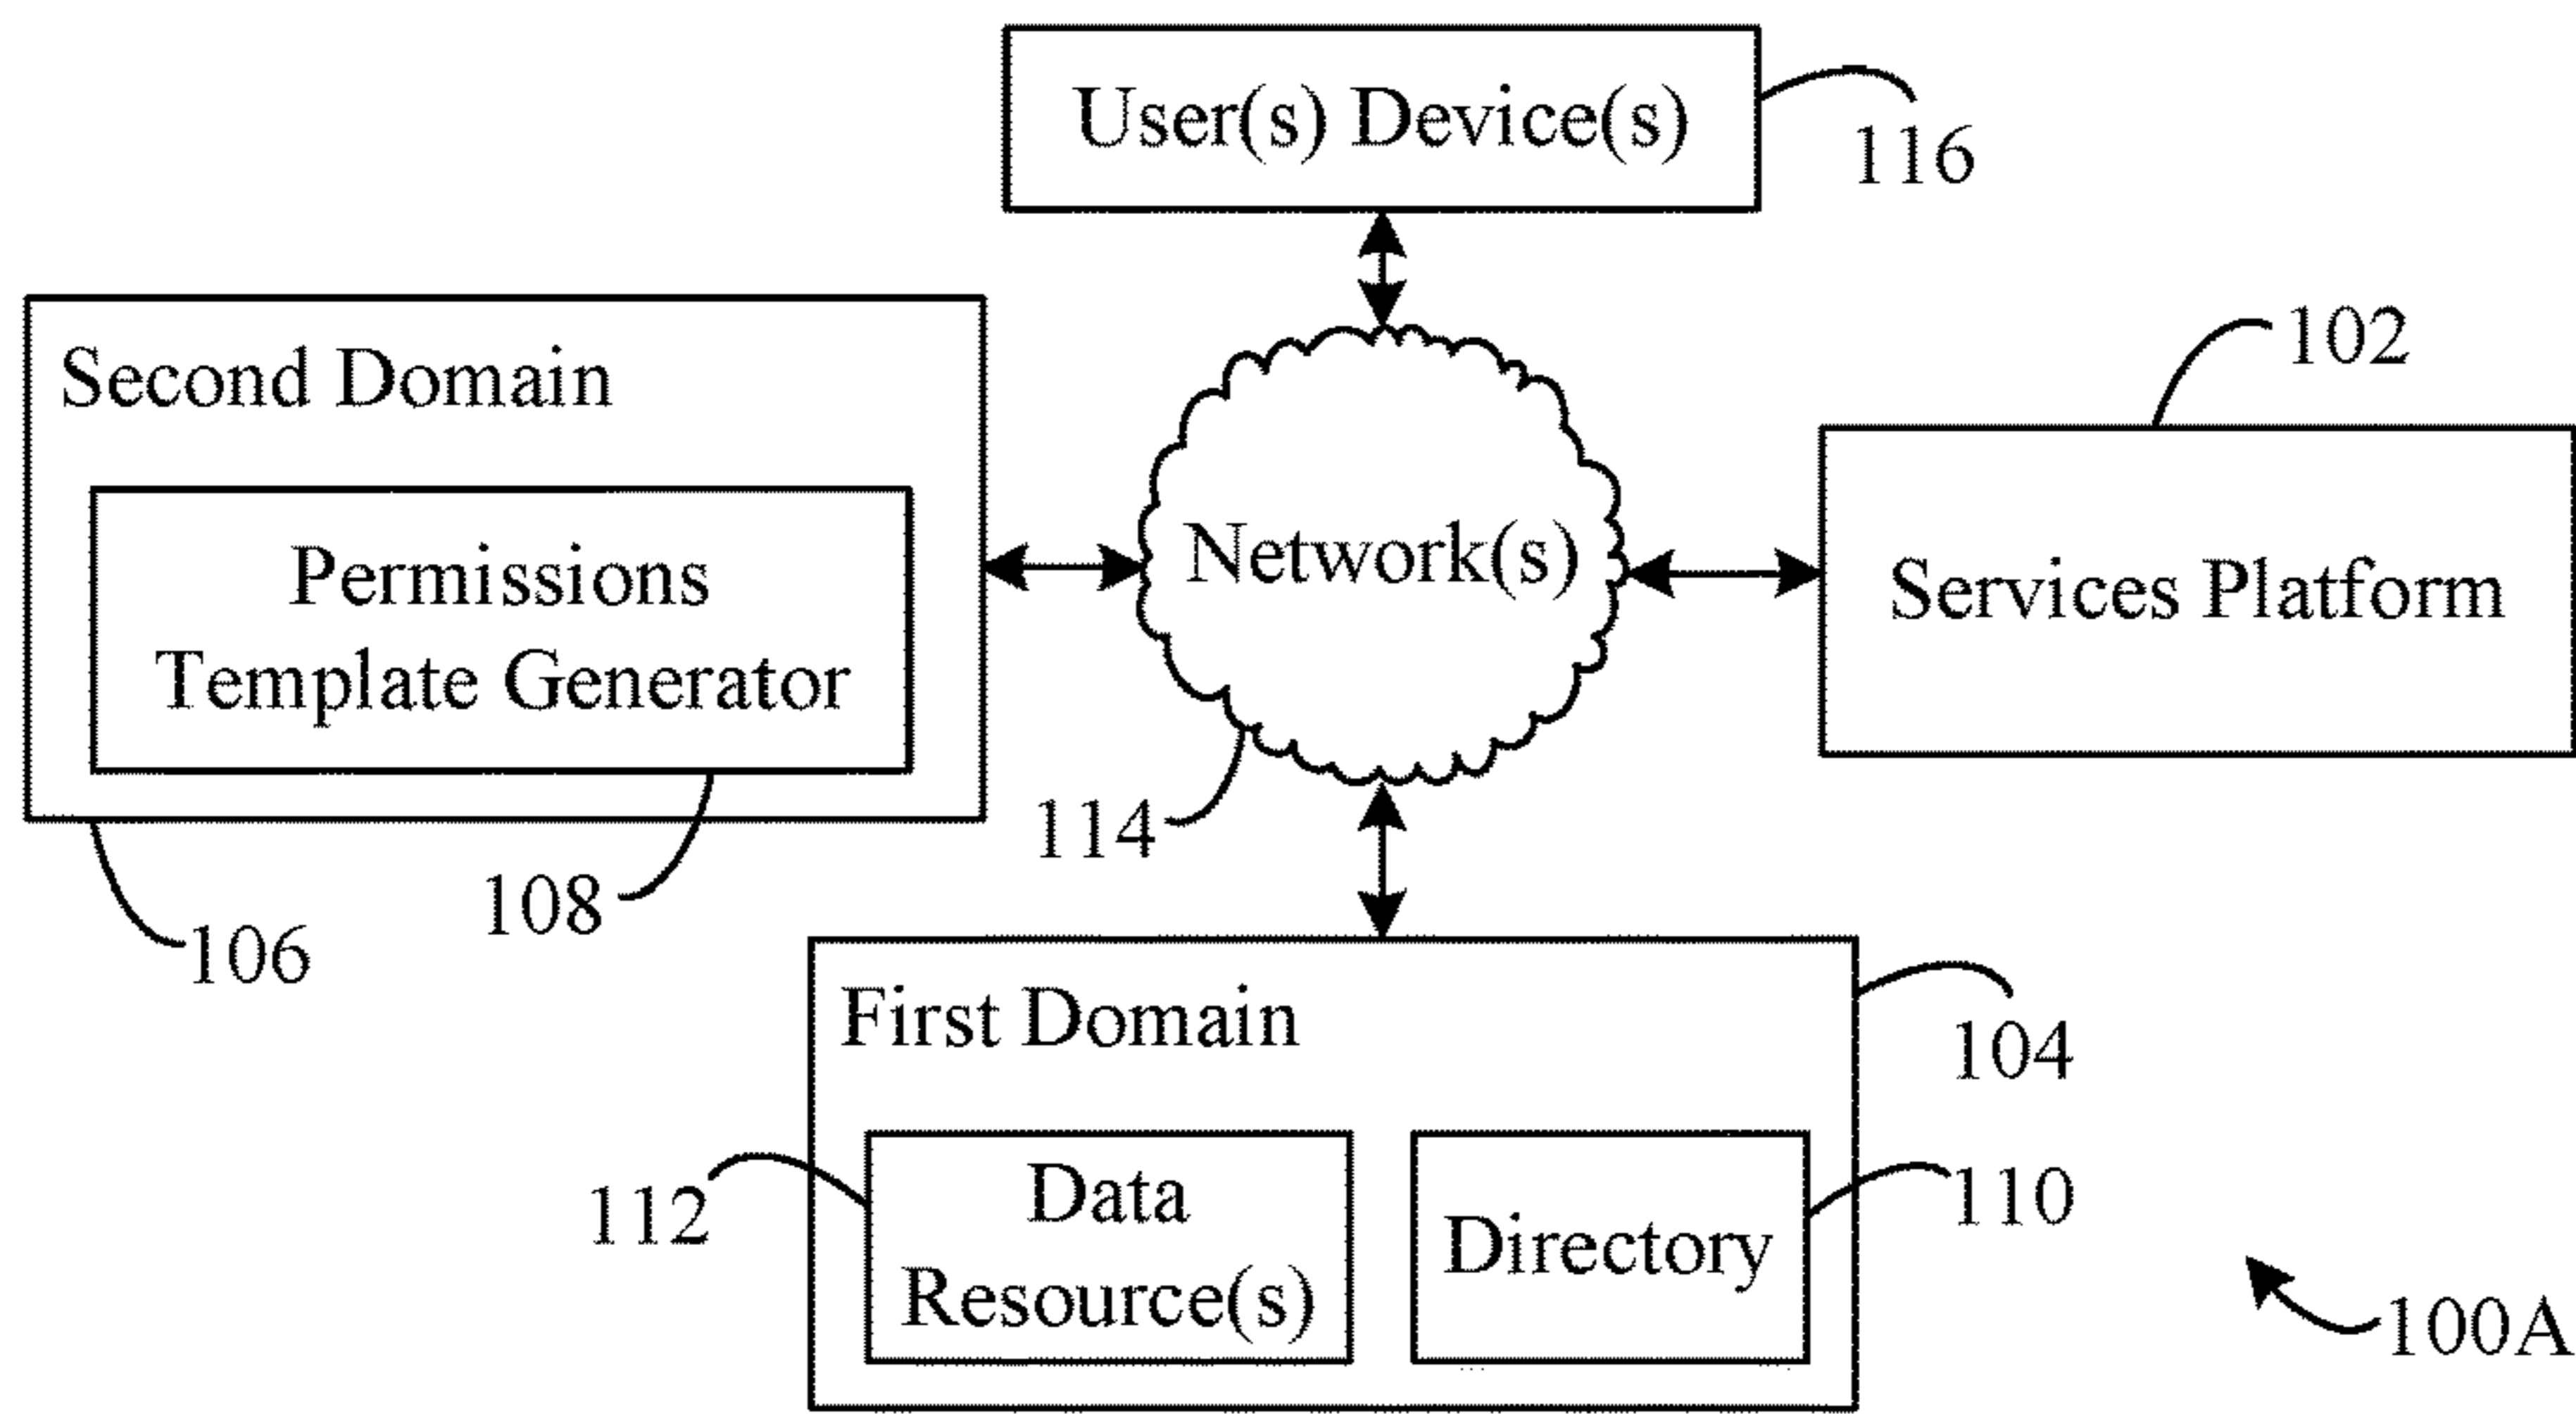 User(s) Device(s)
116
Second Domain
102
Permissions
Template Generator
Network(s)
Services Platform
114
108
106
First Domain
104
112
Data
Resource(s)
Directory
110
100A